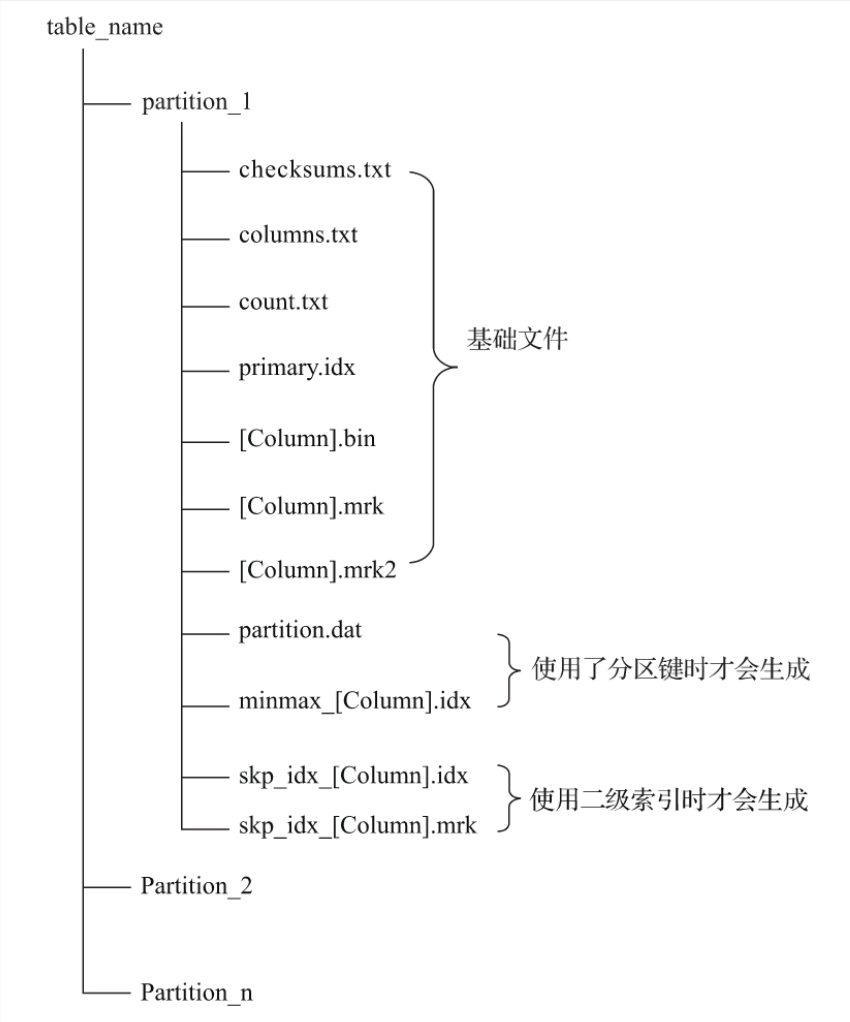 table_name
partition_1
checksums.txt
columns.txt
count.txt
基础文件
primary.idx
[Column].bin
[Column].mrk
[Column].mrk2
partition.dat
使用了分区键时才会生成
minmax_[Column].idx
skp_idx_[Column].idx
使用二级索引时才会生成
skp_idx_[Column].mrk
Partition_2
Partition_n